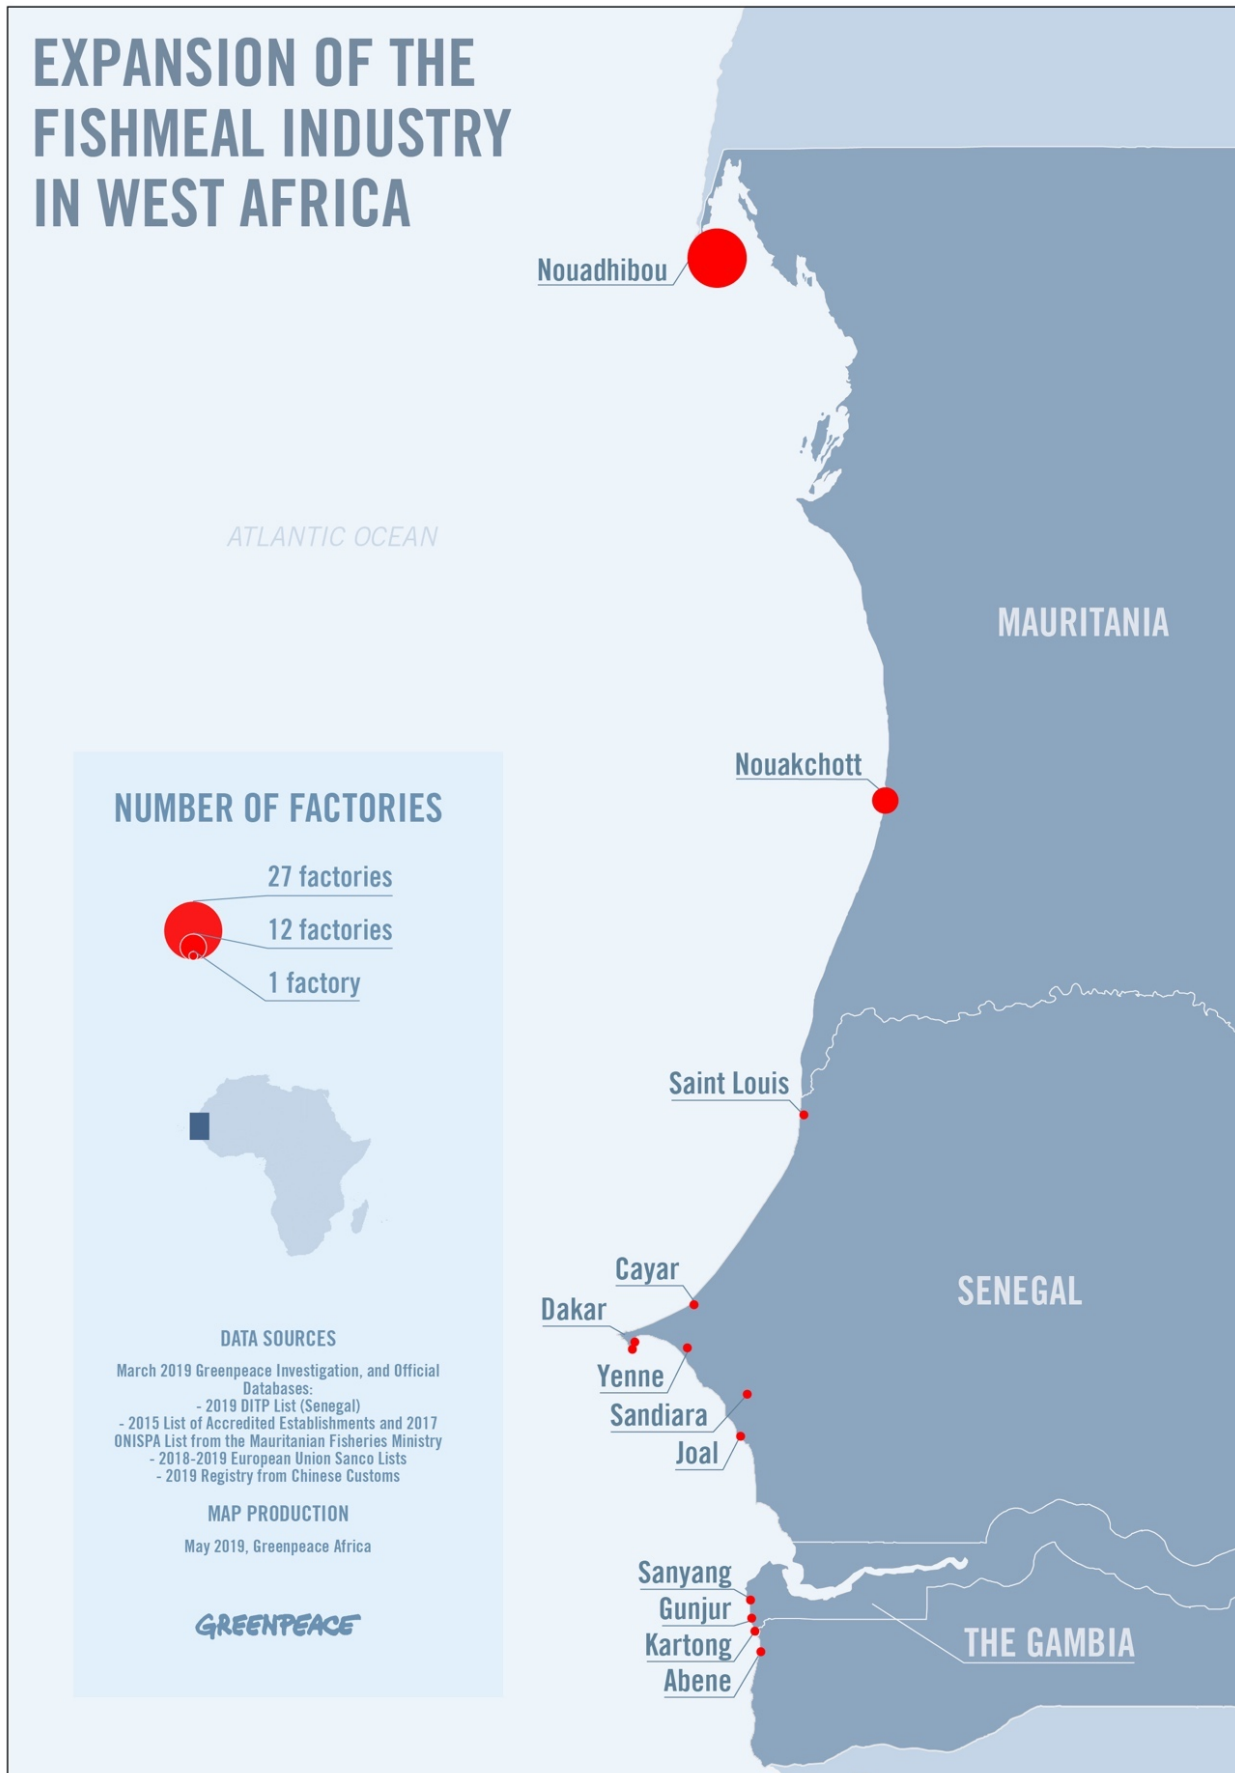 EXPANSION OF THE
FISHMEAL INDUSTRY
IN WEST AFRICA
Nouadhibou
ATLANTIC OCEAN
MAURITANIA
Nouakchott
NUMBER OF FACTORIES
27 factories
12 factories
1 factory
Saint Louis
Cayar
Dakar
SENEGAL
Yenne
Sandiara
Joal
DATA SOURCES
March 2019 Greenpeace Investigation, and Official
Databases:
- 2019 DITP List (Senegal)
- 2015 List of Accredited Establishments and 2017
ONISPA List from the Mauritanian Fisheries Ministry
- 2018-2019 European Union Sanco Lists
- 2019 Registry from Chinese Customs
MAP PRODUCTION
May 2019, Greenpeace Africa
GREENPEACE
Sanyang
Gunjur
Kartong
Abene
THE GAMBIA